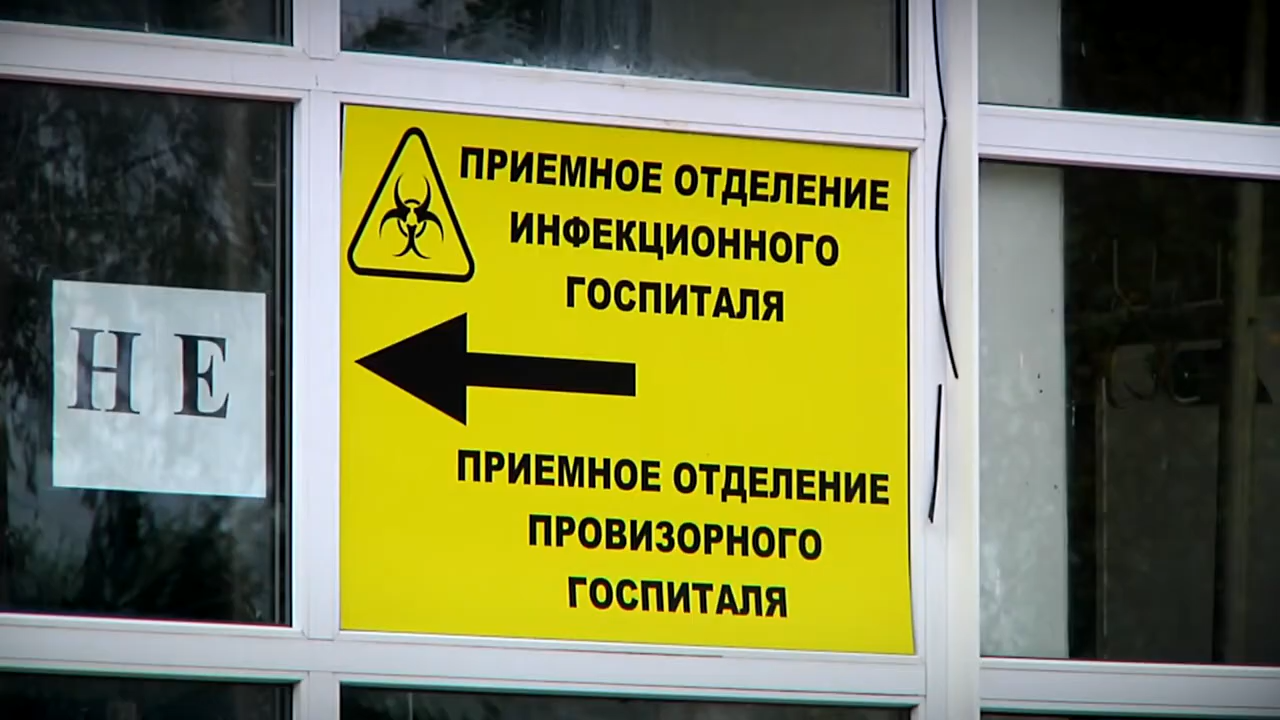 НЕ
ПРИЕМНОЕ ОТДЕЛЕНИЕ
ИНФЕКЦИОННОГО
ГОСПИТАЛЯ
ПРИЕМНОЕ ОТДЕЛЕНИЕ
ПРОВИЗОРНОГО
ГОСПИТАЛЯ